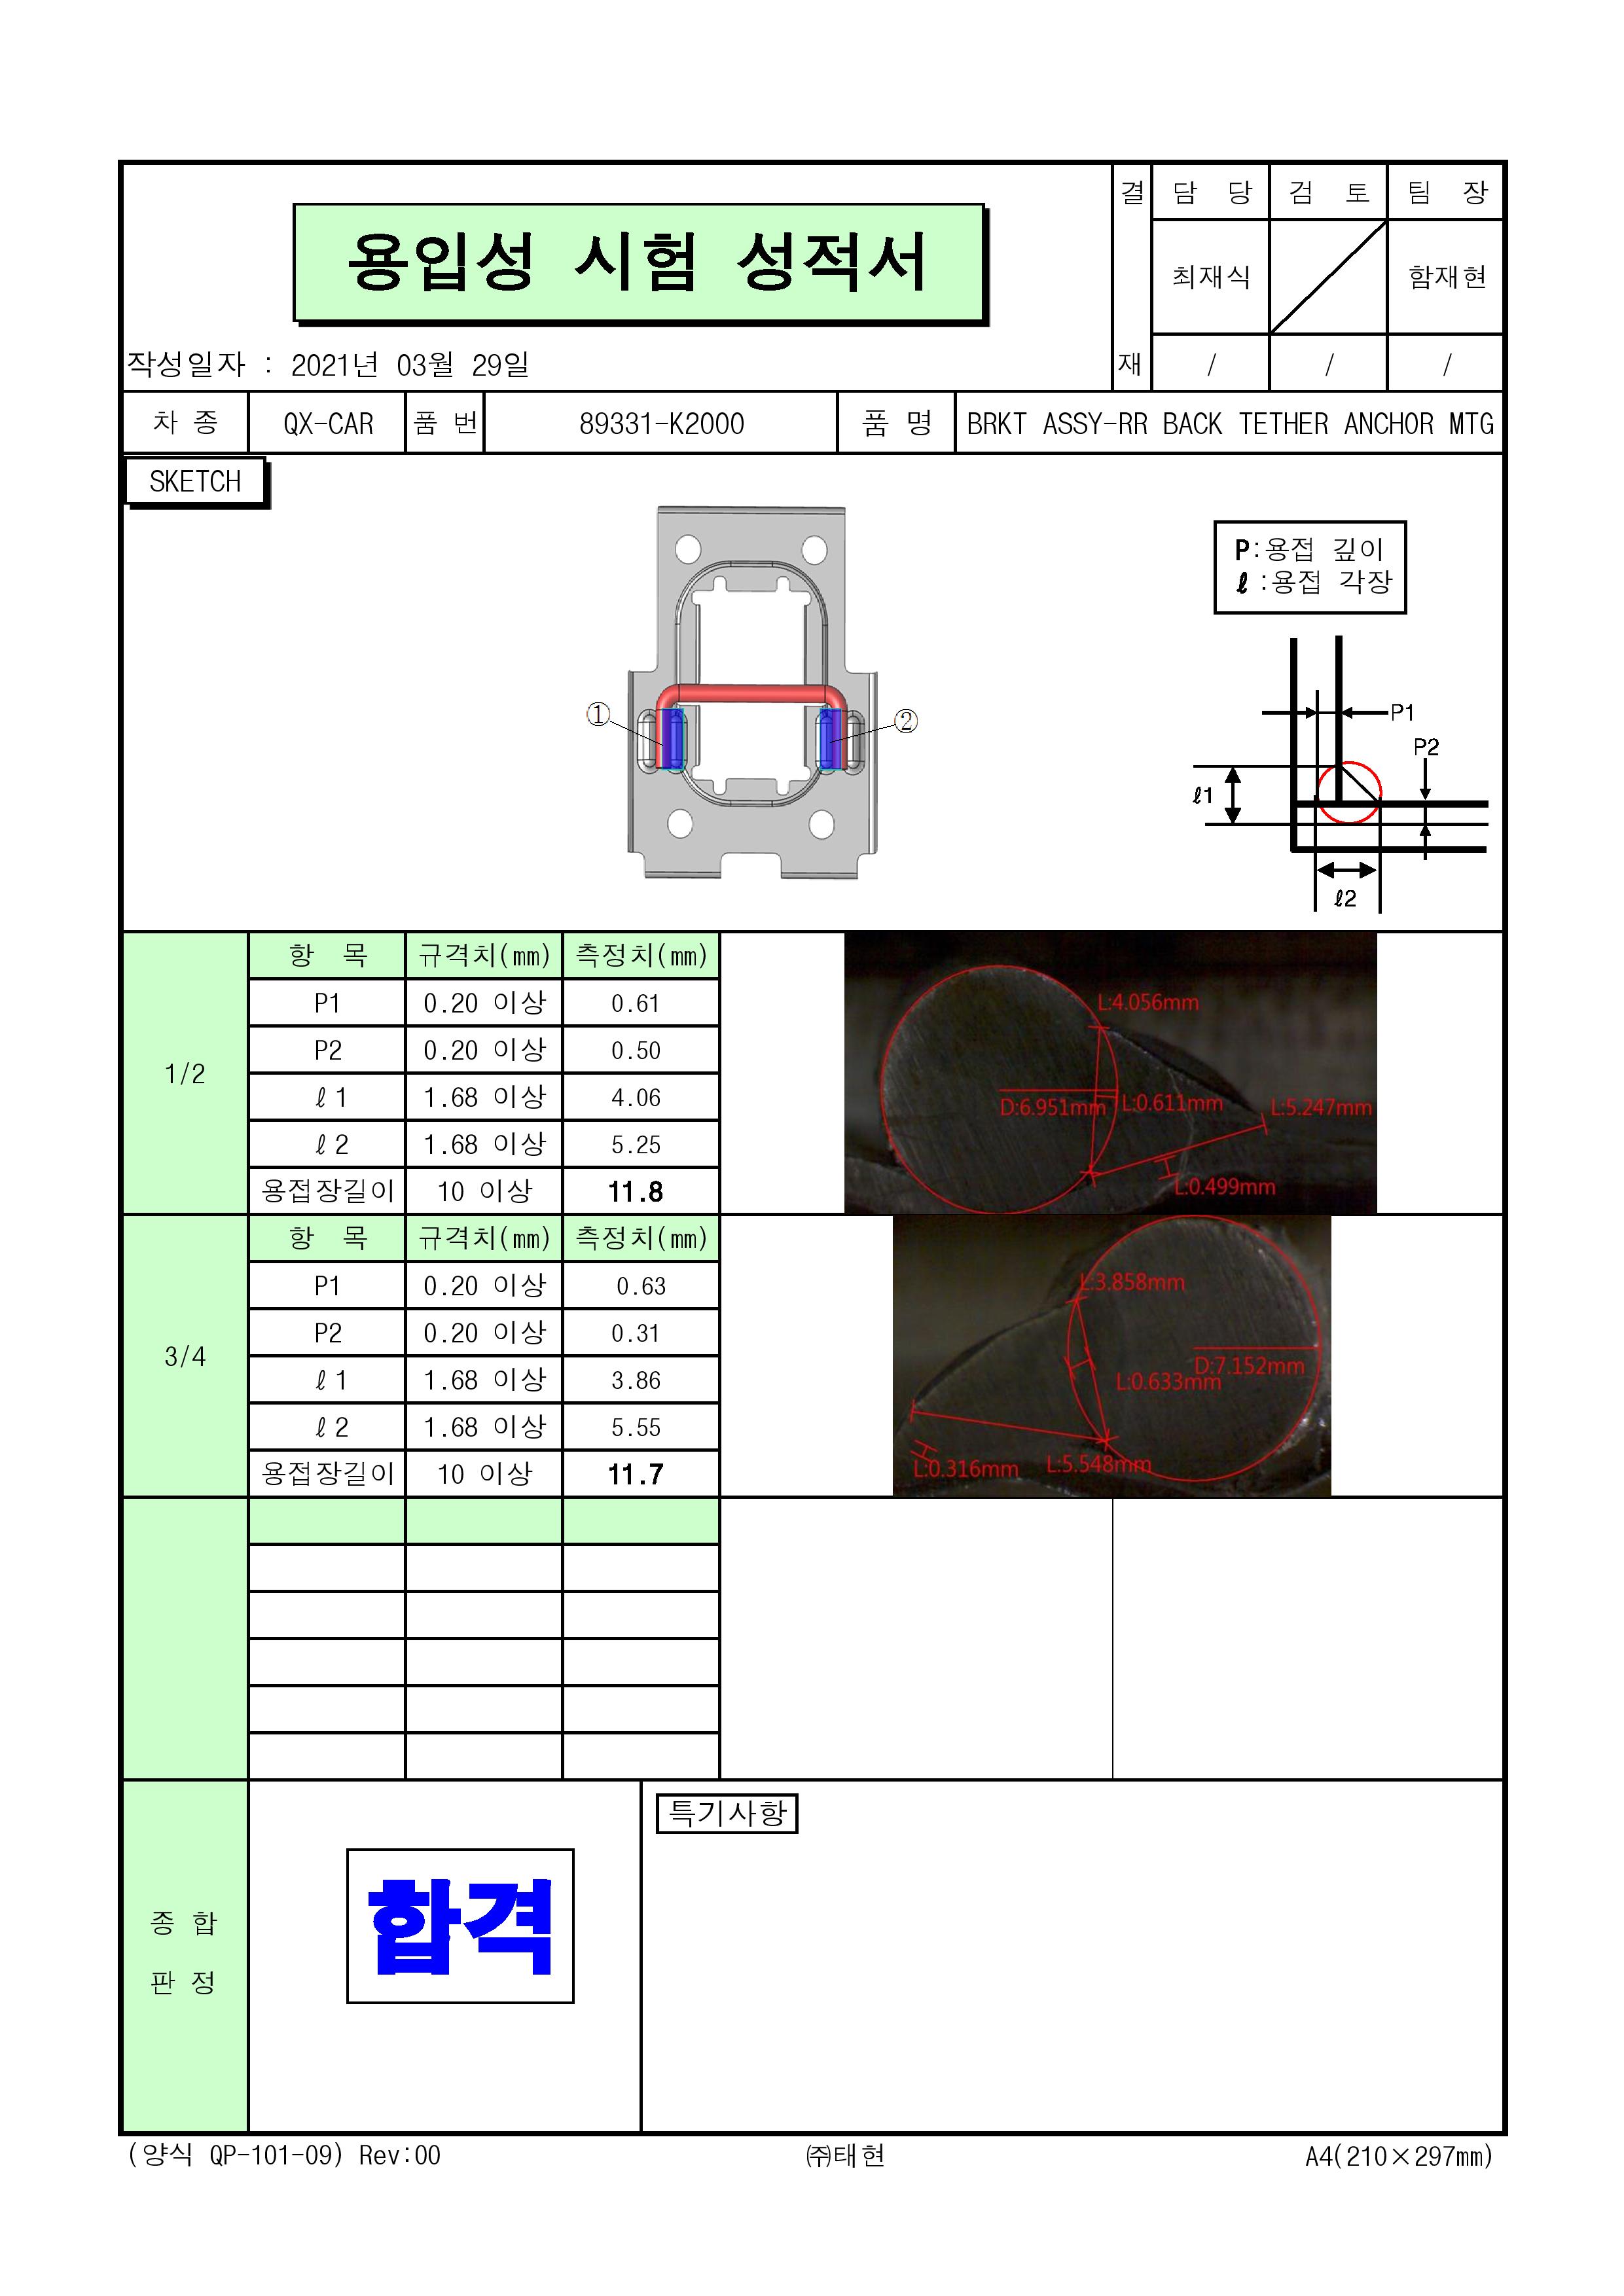 용입성 시험 성적서
결 재
담 당 검 토 팀 장
최재식 함재현
/ / /
작성일자 : 2021년 03월 29일
차 종 QX-CAR 품 번 89331-K2000 품 명 BRKT ASSY-RR BACK TETHER ANCHOR MTG
SKETCH
P:용접 깊이
ℓ :용접 각장
① ②
P1
P2
ℓ1
ℓ2
1/2
항 목 규격치(㎜) 측정치(㎜)
P1 0.20 이상 0.61
P2 0.20 이상 0.50
ℓ 1 1.68 이상 4.06
ℓ 2 1.68 이상 5.25
용접장길이 10 이상 11.8
L:4.056mm
D:6.951mm L:0.611mm L:5.247mm
L:0.499mm
3/4
항 목 규격치(㎜) 측정치(㎜)
P1 0.20 이상 0.63
P2 0.20 이상 0.31
ℓ 1 1.68 이상 3.86
ℓ 2 1.68 이상 5.55
용접장길이 10 이상 11.7
L:3.858mm
D:7.152mm
L:0.633mm
L:0.316mm L:5.548mm
종 합
판 정
합격
특기사항
(양식 QP-101-09) Rev:00 ㈜태현 A4(210×297㎜)